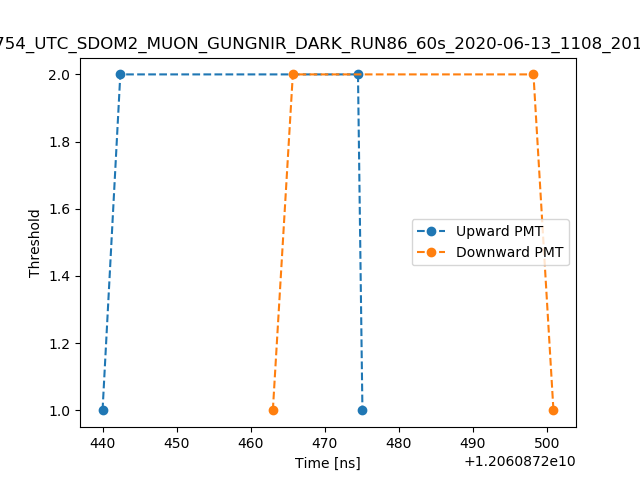 754_UTC_SDOM2_MUON_GUNGNIR_DARK_RUN86_60s_2020-06-13_1108_201
2.0
1.8
1.6
1.4
1.2
1.0
Threshold
Upward PMT
Downward PMT
440 450 460 470 480 490 500
Time [ns]
+1.2060872e10